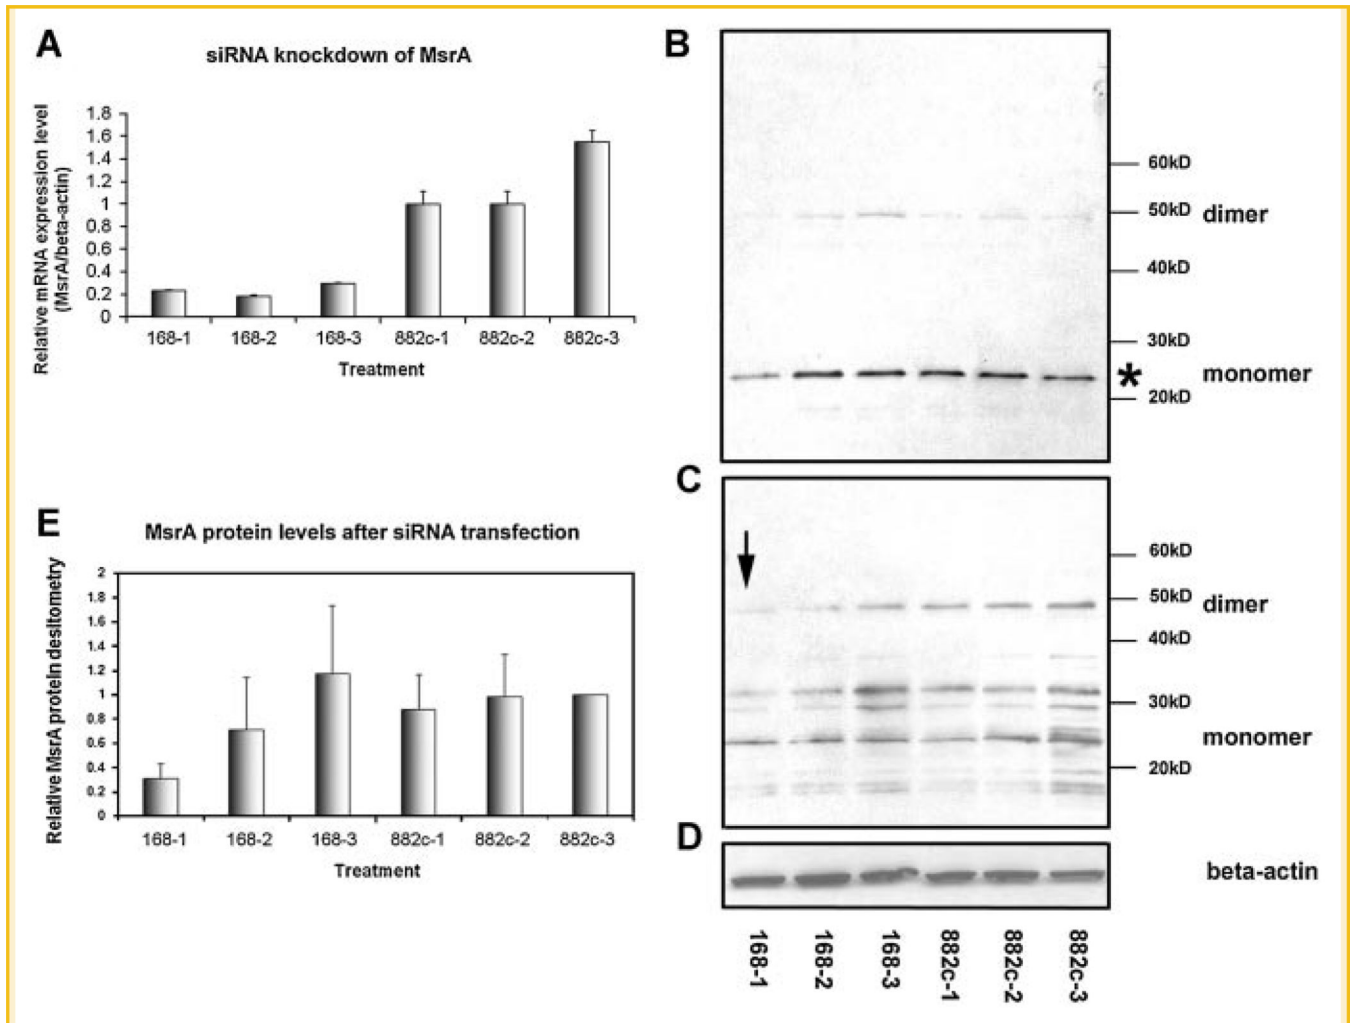 A
siRNA knockdown of MsrA
Relative mRNA expression level
(MsrA/beta-actin)
1.8
1.6
1.4
1.2
1
0.8
0.6
0.4
0.2
0
168-1 168-2 168-3 882c-1 882c-2 882c-3
Treatment
B
60kD
50kD dimer
40kD
30kD
* monomer
20kD
C
60kD
50kD dimer
40kD
30kD
monomer
20kD
D
beta-actin
168-1 168-2 168-3 882c-1 882c-2 882c-3
E
MsrA protein levels after siRNA transfection
Relative MsrA protein desitometry
2
1.8
1.6
1.4
1.2
1
0.8
0.6
0.4
0.2
0
168-1 168-2 168-3 882c-1 882c-2 882c-3
Treatment